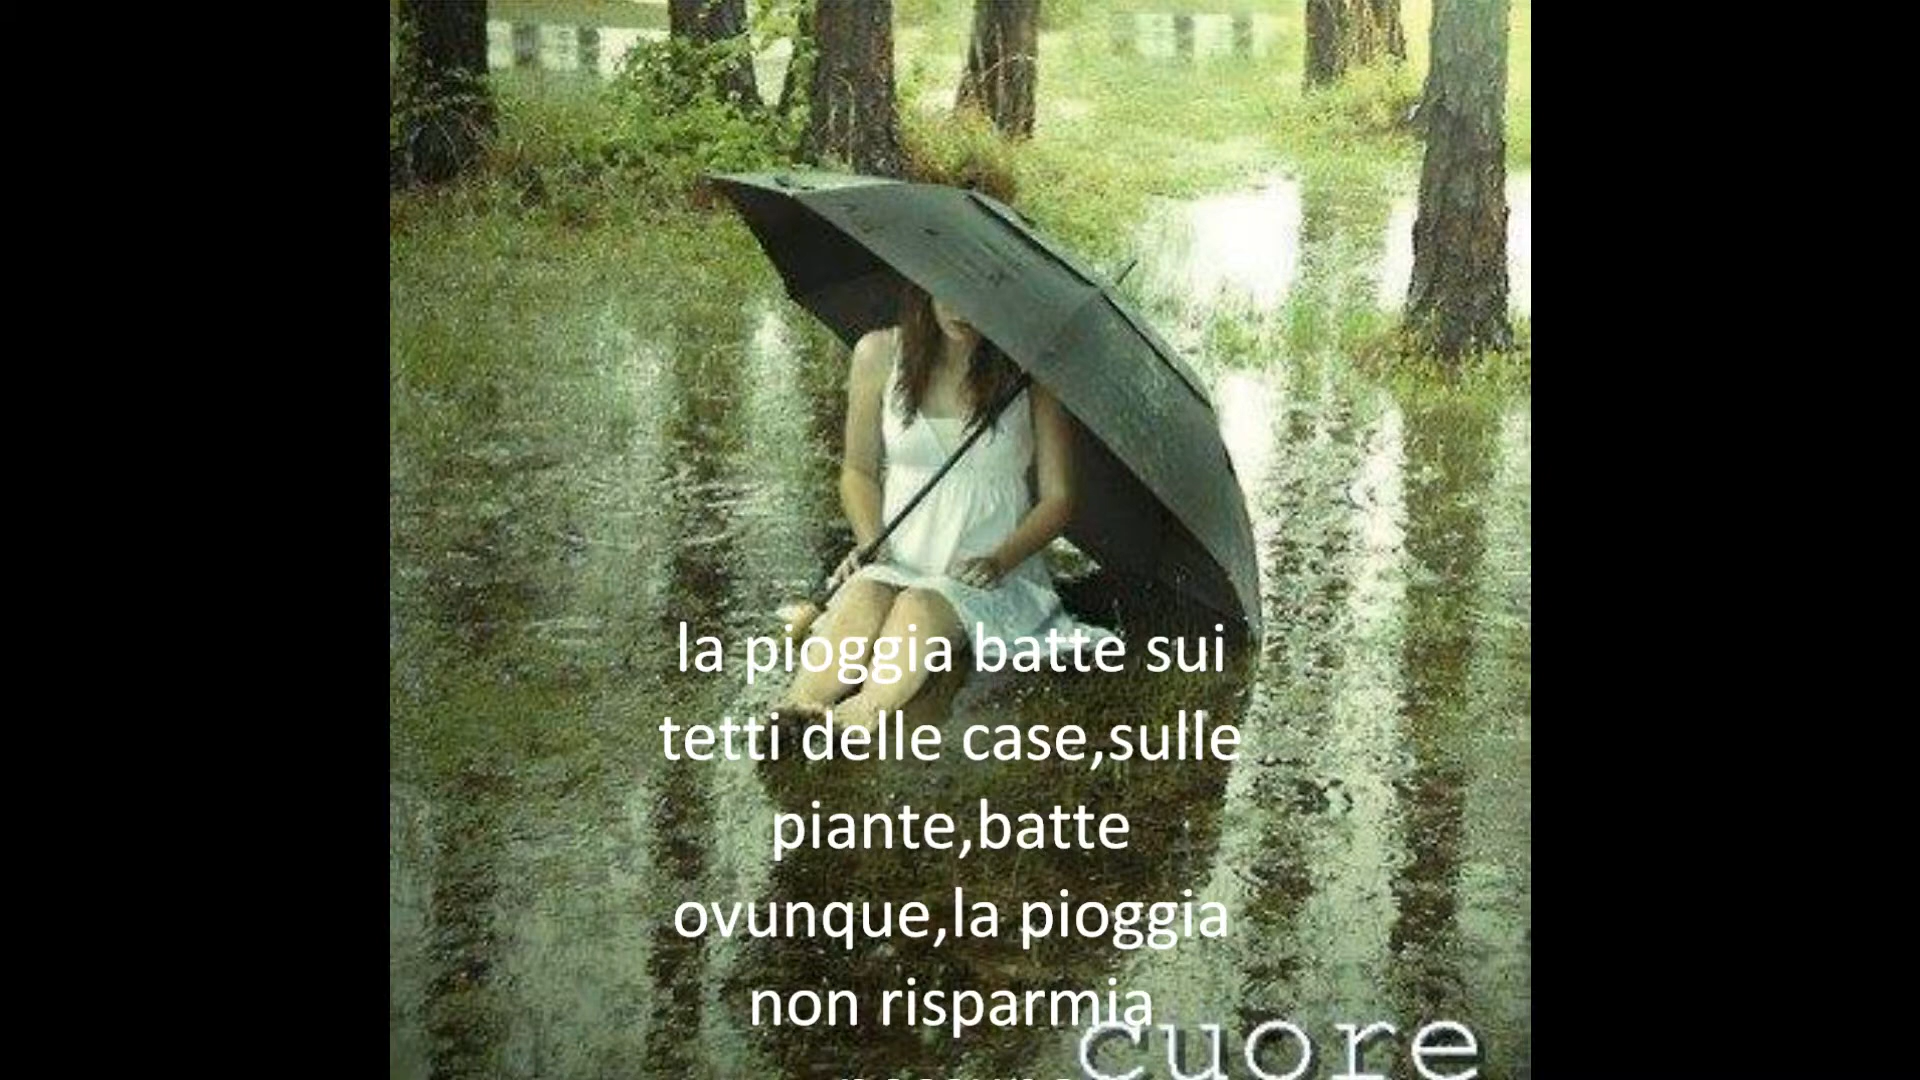 la pioggia batte sui
tetti delle case,sulle
piante,batte
ovunque,la pioggia
non risparmia
cuore